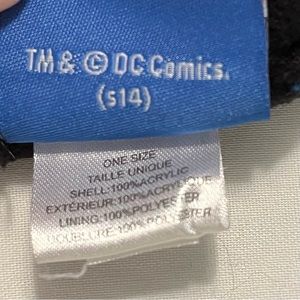 TM & © DC Comics.
(s14)
ONE SIZE
TAILLE UNIQUE
SHELL:100%ACRYLIC
EXTÉRIEUR:100%ACRYLIC
LINING:100%POLYESTER
DOUBLURE:100%POLYESTER